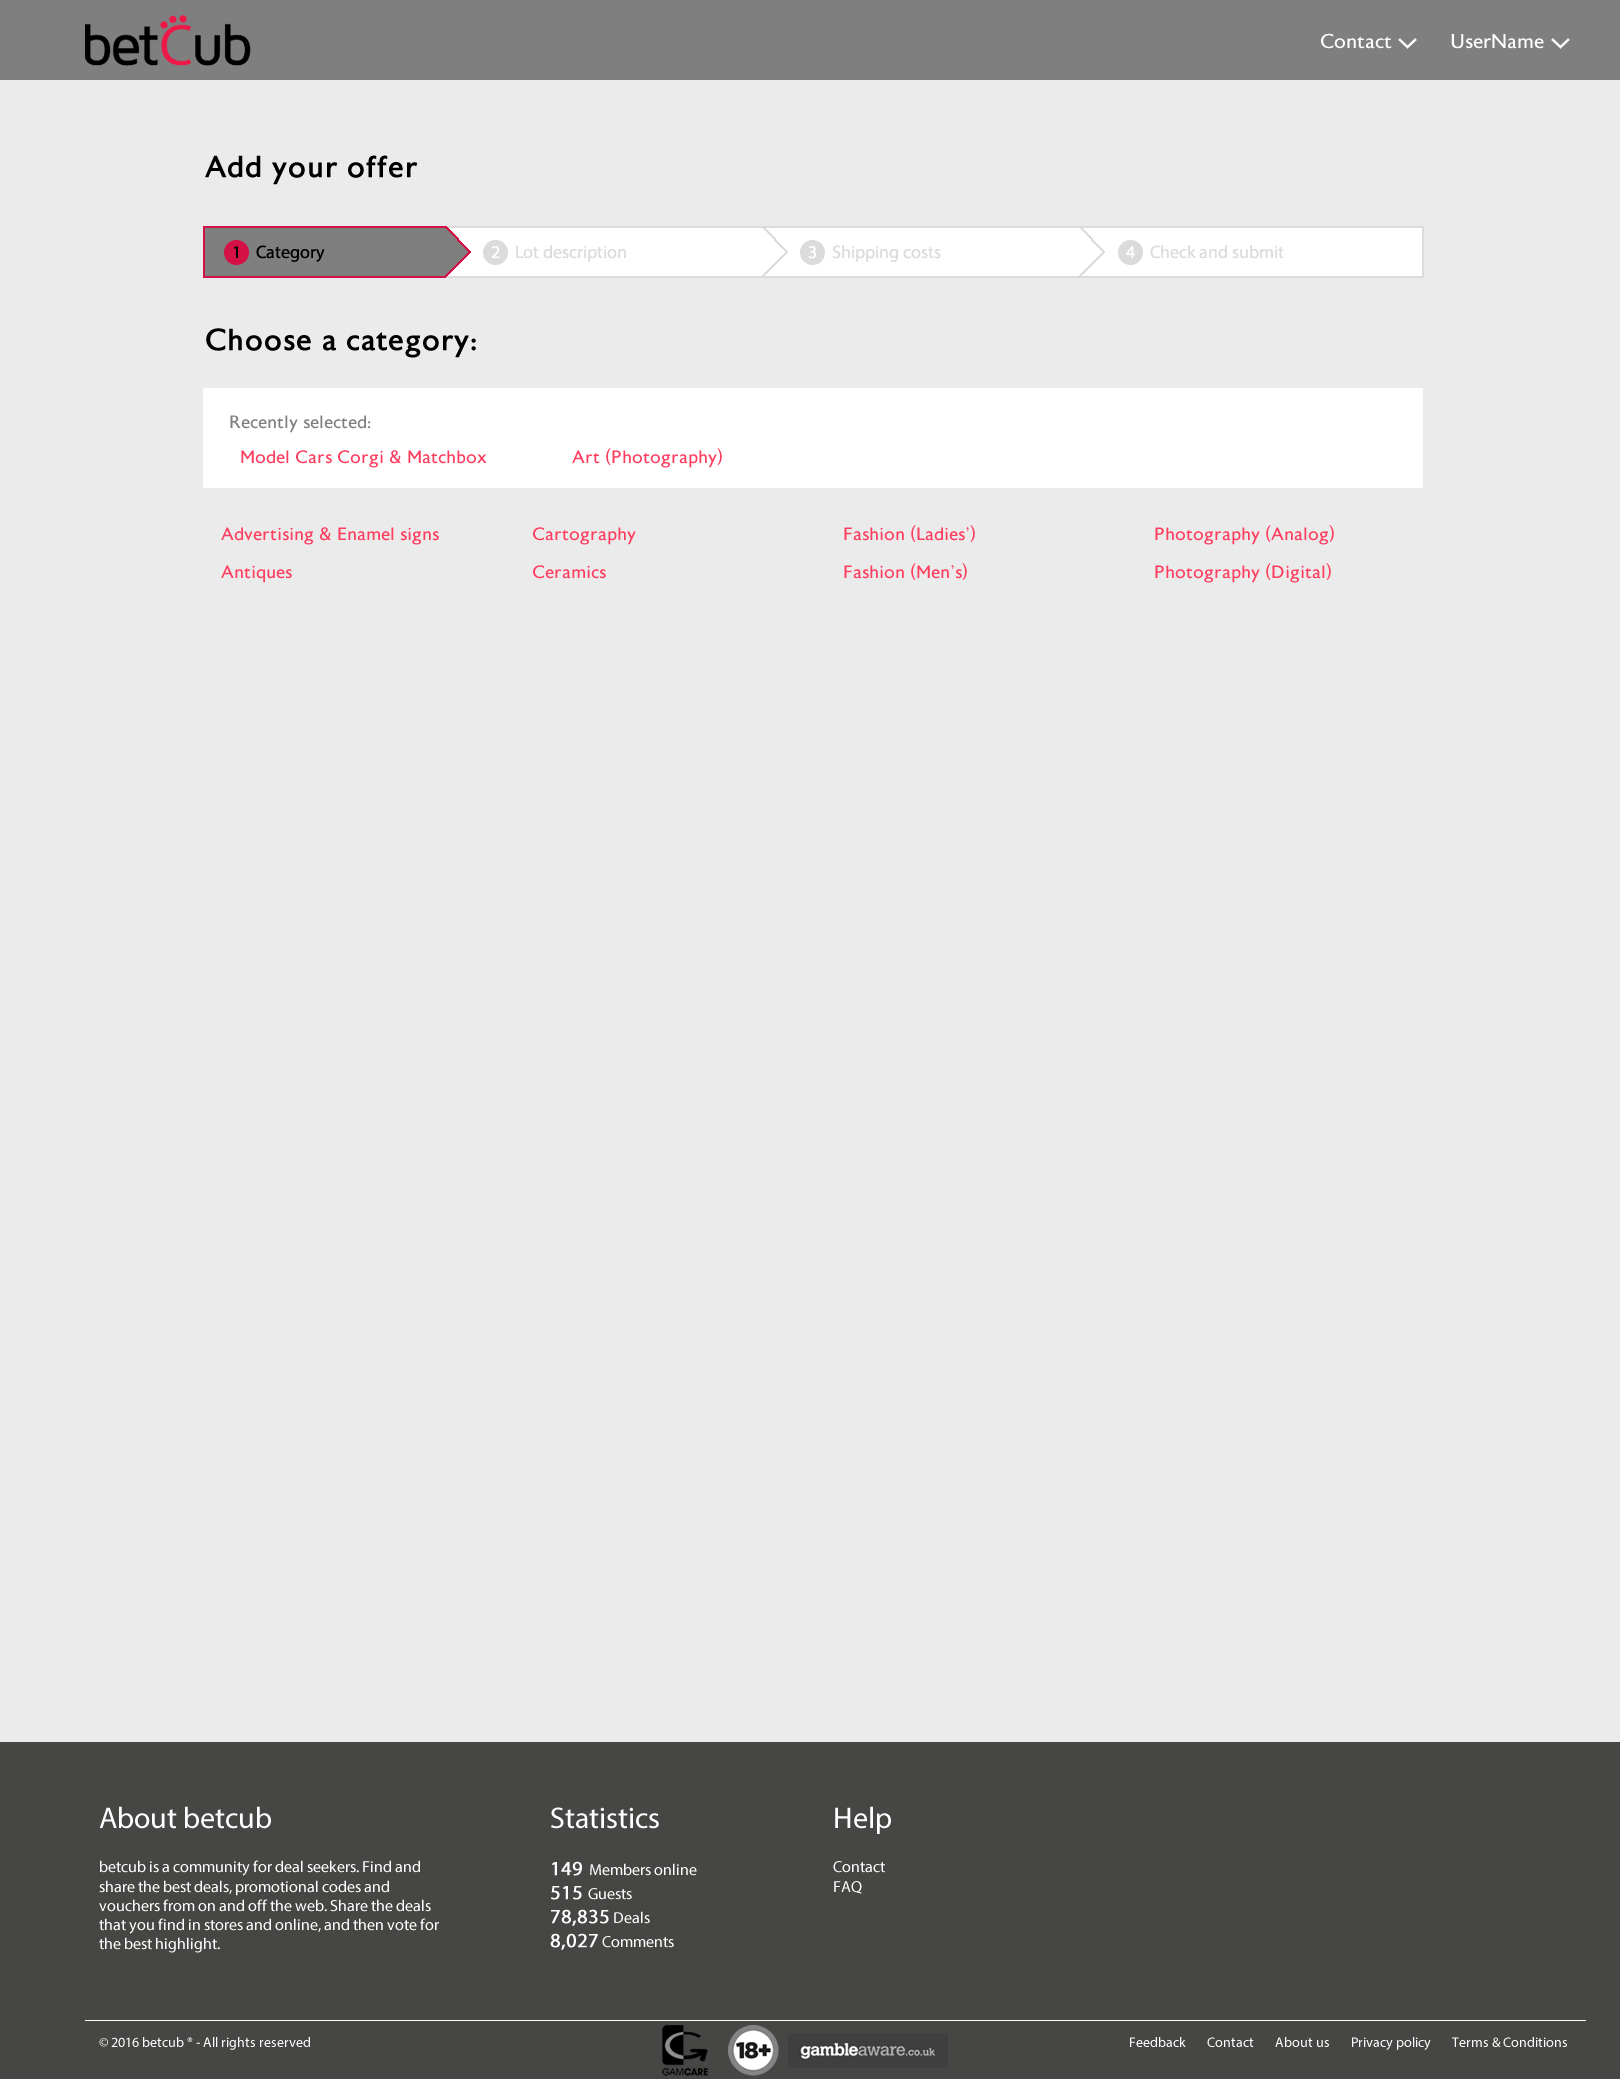 betCub
Contact
UserName
Add your offer
1 Category
2 Lot description
3 Shipping costs
4 Check and submit
Choose a category:
Recently selected:
Model Cars Corgi & Matchbox
Art (Photography)
Advertising & Enamel signs
Cartography
Fashion (Ladies')
Photography (Analog)
Antiques
Ceramics
Fashion (Men's)
Photography (Digital)
About betcub
betcub is a community for deal seekers. Find and
share the best deals, promotional codes and
vouchers from on and off the web. Share the deals
that you find in stores and online, and then vote for
the best highlight.
Statistics
149 Members online
515 Guests
78,835 Deals
8,027 Comments
Help
Contact
FAQ
© 2016 betcub ® - All rights reserved
GAMCARE
18+
gambleaware.co.uk
Feedback
Contact
About us
Privacy policy
Terms & Conditions